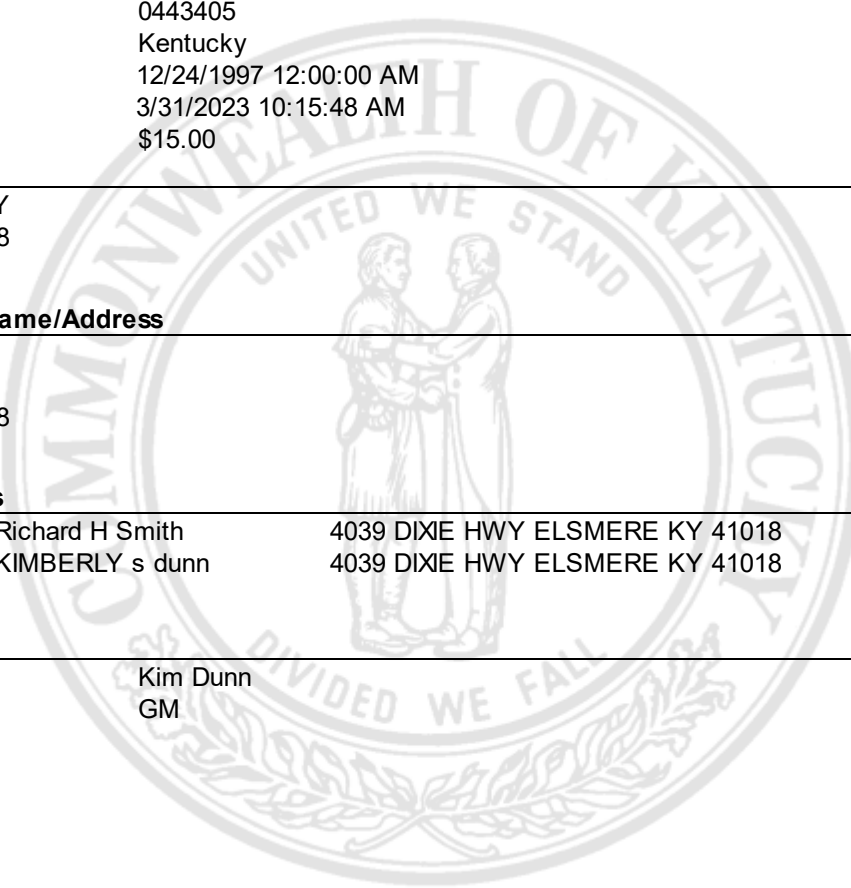 0443405
Kentucky
12/24/1997 12:00:00 AM
3/31/2023 10:15:48 AM
$15.00
Y
8
ame/Address
8
s
Richard H Smith 4039 DIXIE HWY ELSMERE KY 41018
KIMBERLY s dunn 4039 DIXIE HWY ELSMERE KY 41018
Kim Dunn
GM
COMMONWEALTH OF KENTUCKY
UNITED WE STAND
DIVIDED WE FALL